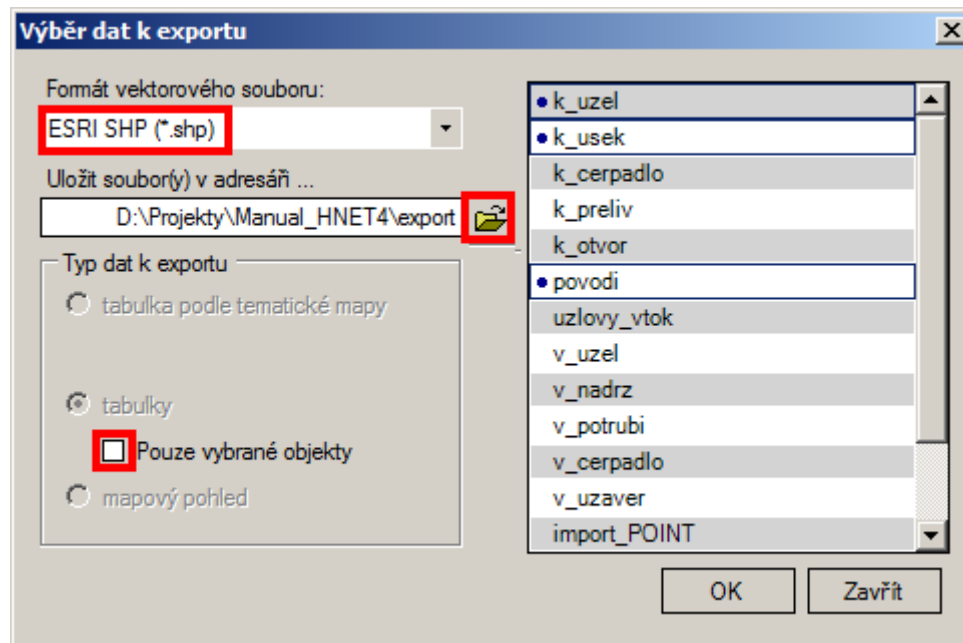 Výběr dat k exportu
Formát vektorového souboru:
ESRI SHP (*.shp)
Uložit soubor(y) v adresáři ...
D:\Projekty\Manual_HNET4\export
Typ dat k exportu
tabulka podle tematické mapy
tabulky
Pouze vybrané objekty
mapový pohled
k_uzel
k_usek
k_cerpadlo
k_preliv
k_otvor
povodi
uzlovy_vtok
v_uzel
v_nadrz
v_potrubi
v_cerpadlo
v_uzaver
import_POINT
OK
Zavřít